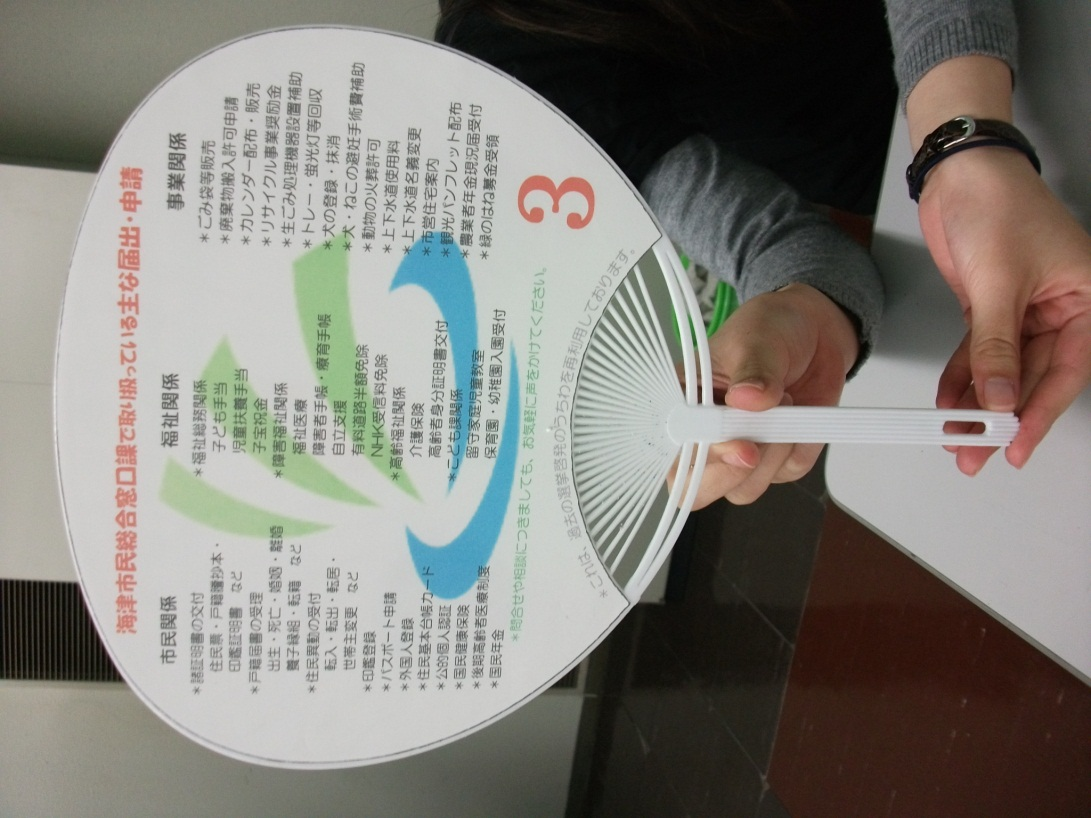 海津市民総合窓口課で取り扱っている主な届出・申請
市民関係
*諸証明書の交付
住民票・戸籍謄抄本・
印鑑証明書 など
*戸籍届書の受理
出生・死亡・婚姻・離婚
養子縁組・転籍 など
*住民異動の受付
転入・転出・転居・
世帯主変更 など
*印鑑登録
*パスポート申請
*外国人登録
*住民基本台帳カード
*公的個人認証
*国民健康保険
*後期高齢者医療制度
*国民年金
福祉関係
*福祉総務関係
子ども手当
児童扶養手当
子宝祝金
*障害福祉関係
福祉医療
障害者手帳・療育手帳
自立支援
有料道路半額免除
NHK受信料免除
*高齢福祉関係
介護保険
高齢者身分証明書交付
*こども課関係
留守家庭児童教室
保育園・幼稚園入園受付
事業関係
*ごみ袋等販売
*廃棄物搬入許可申請
*カレンダー配布・販売
*リサイクル事業奨励金
*生ごみ処理機器設置補助
*トレー・蛍光灯等回収
*犬の登録・抹消
*犬・ねこの避妊手術費補助
*動物の火葬許可
*上下水道使用料
*上下水道名義変更
*市営住宅案内
*観光パンフレット配布
*農業者年金現況届受付
*緑のはね募金受領
3
*問合せや相談につきましても、お気軽に声をかけてください。
*これは、過去の選挙啓発のうちわを再利用しております。